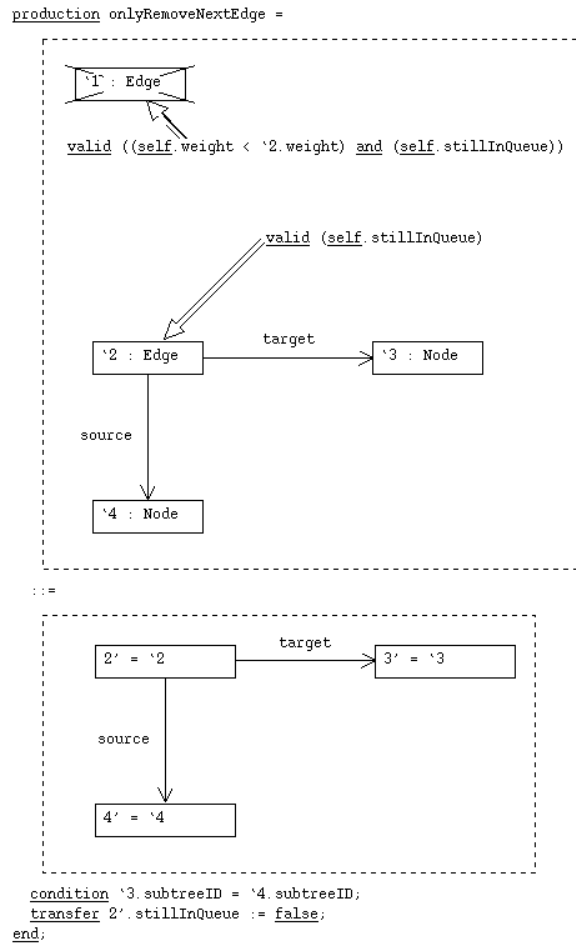 production onlyRemoveNextEdge =
`1 : Edge
valid ((self.weight < `2.weight) and (self.stillInQueue))
valid (self.stillInQueue)
target
`2 : Edge
`3 : Node
source
`4 : Node
::=
target
2' = `2
3' = `3
source
4' = `4
condition `3.subtreeID = `4.subtreeID;
transfer 2'.stillInQueue := false;
end;